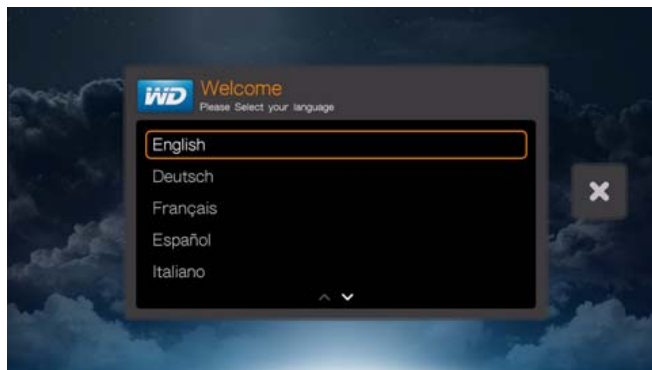 WD
Welcome
Please Select your language
English
Deutsch
Français
Español
Italiano